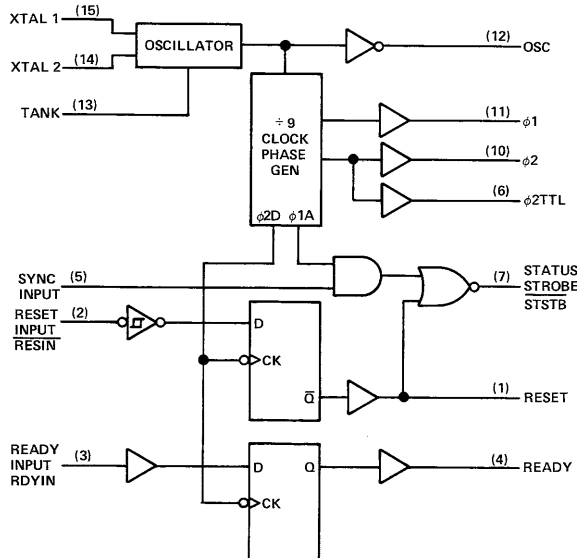 XTAL 1 (15)
XTAL 2 (14)
TANK (13)
OSCILLATOR
(12) OSC
÷ 9
CLOCK
PHASE
GEN
ϕ2D ϕ1A
(11) ϕ1
(10) ϕ2
(6) ϕ2TTL
SYNC
INPUT
(5)
(7)
STATUS
STROBE
STSTB
RESET
INPUT
RESIN
(2)
D
CK
Q
(1) RESET
READY
INPUT
RDYIN
(3)
D
CK
Q
(4) READY